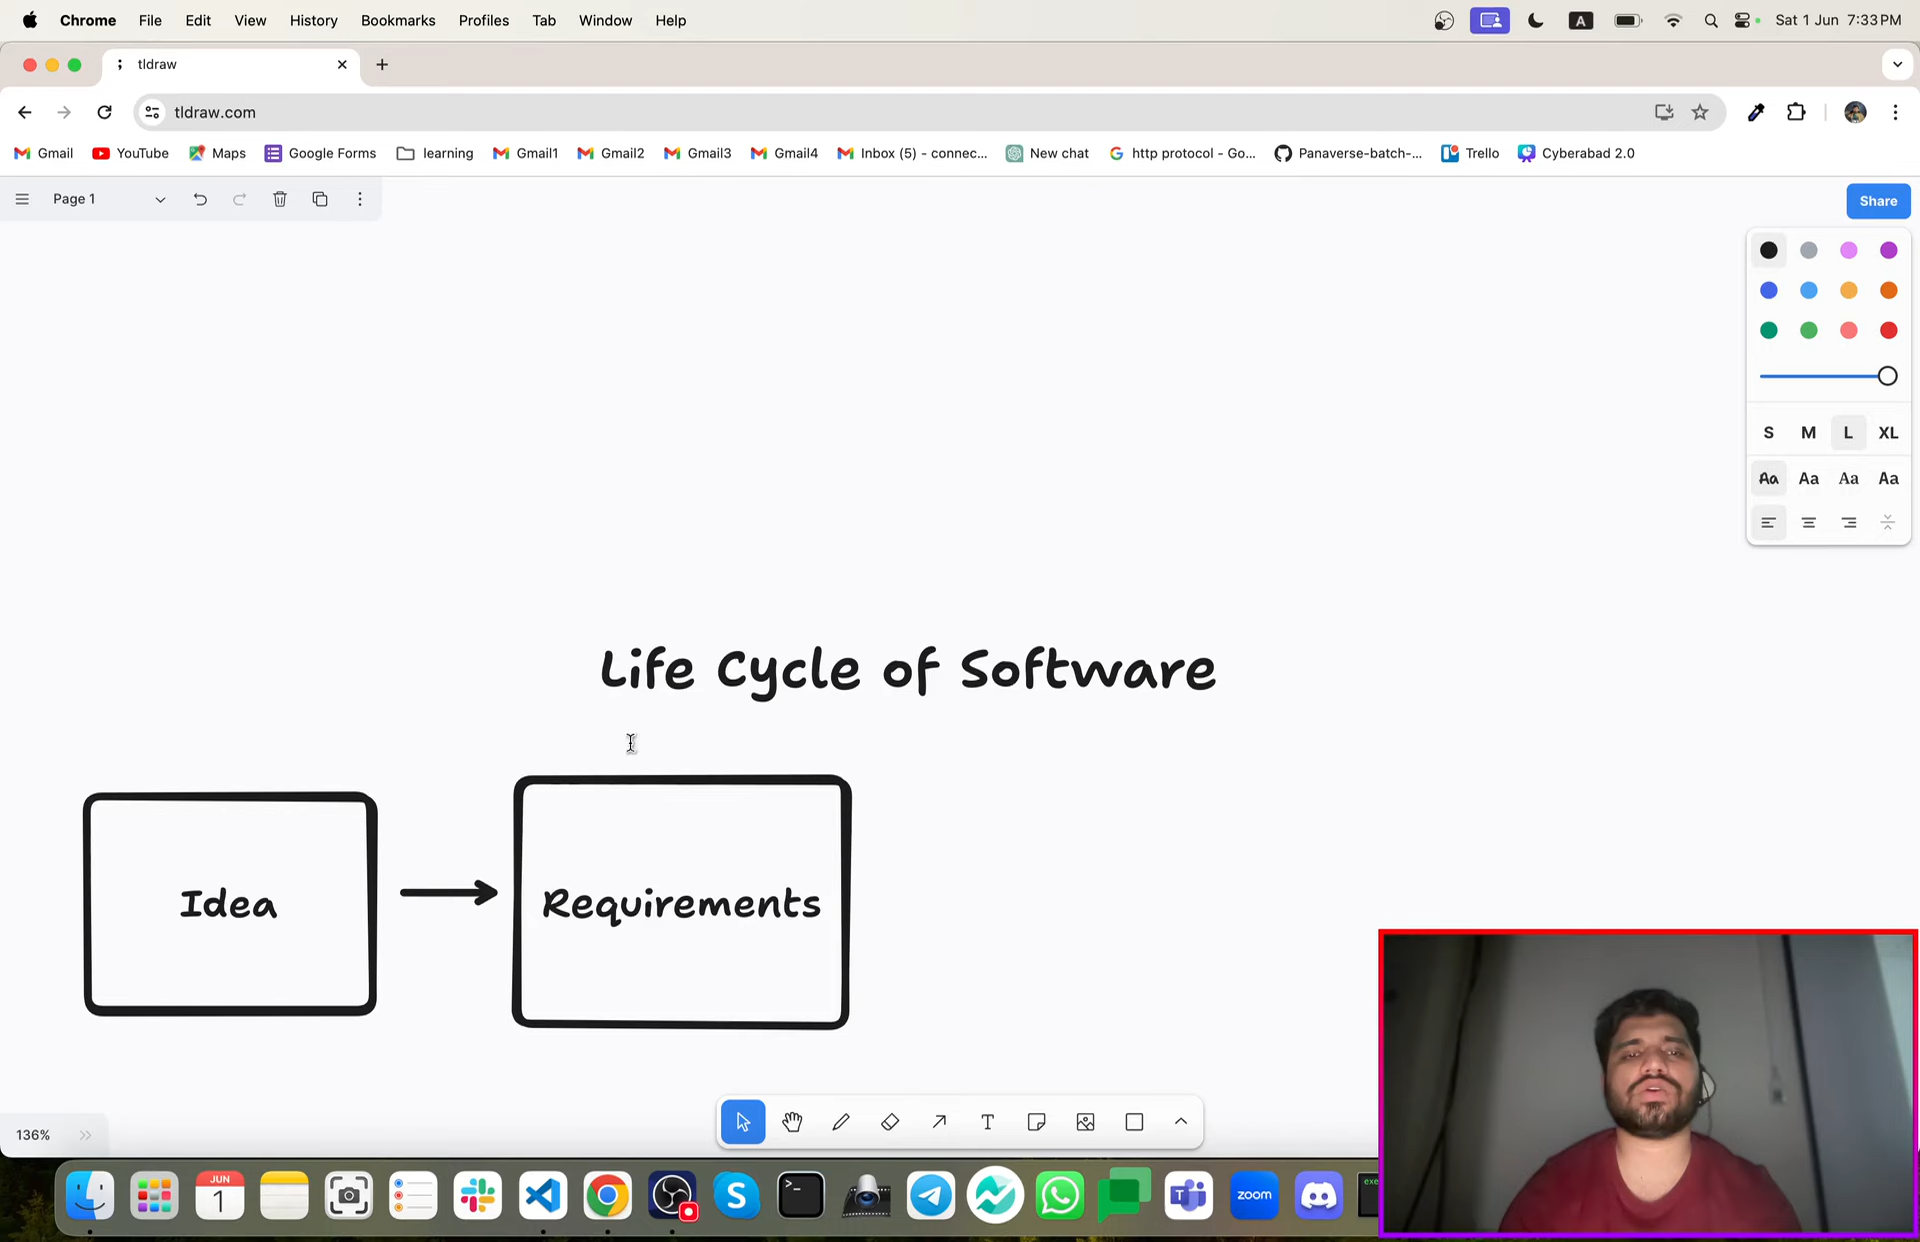 Chrome File Edit View History Bookmarks Profiles Tab Window Help A Sat 1 Jun 7:33 PM
tldraw
tldraw.com
Gmail YouTube Maps Google Forms learning Gmail1 Gmail2 Gmail3 Gmail4 Inbox (5) - connec... New chat http protocol - Go... Panaverse-batch-... Trello Cyberabad 2.0
Page 1
Share
S M L XL
Aa Aa Aa Aa
Life Cycle of Software
Idea
Requirements
136%
T
JUN
1
S
zoom
exe